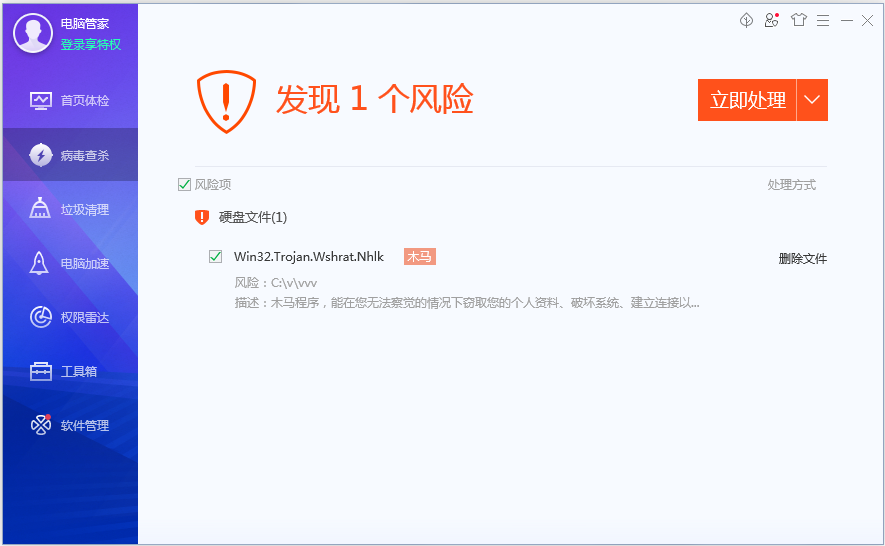 电脑管家
登录享特权
首页体检
病毒查杀
垃圾清理
电脑加速
权限雷达
工具箱
软件管理
发现 1 个风险
立即处理
风险项
处理方式
硬盘文件(1)
Win32.Trojan.Wshrat.Nhlk
木马
删除文件
风险：C:\v\vvv
描述：木马程序，能在您无法察觉的情况下窃取您的个人资料、破坏系统、建立连接以...